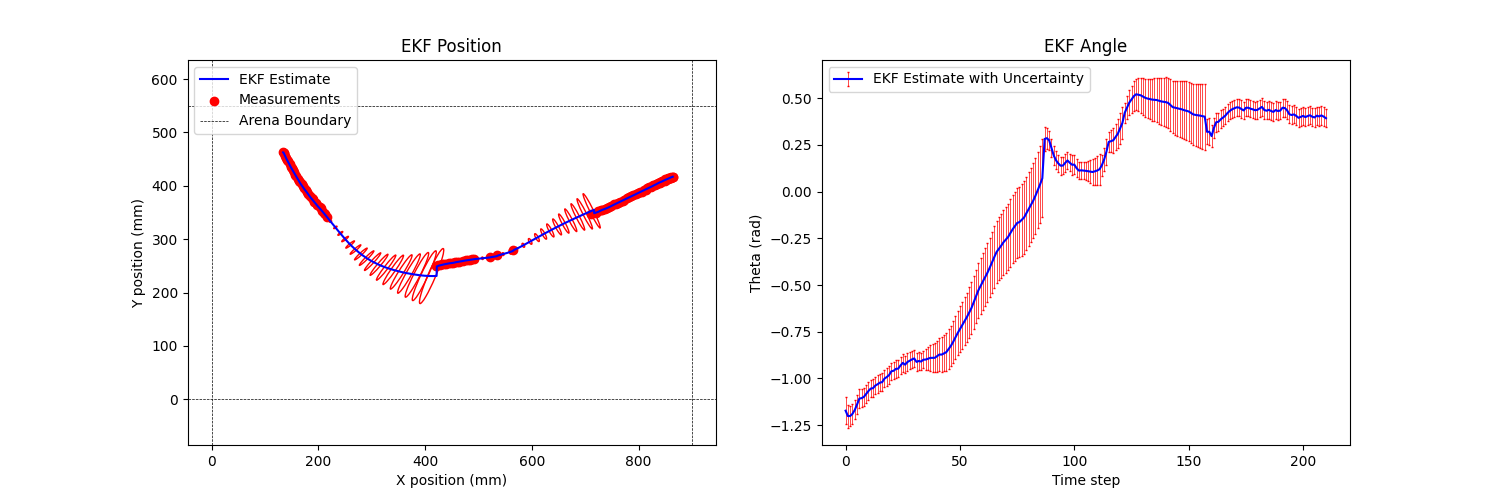 EKF Position
EKF Estimate
Measurements
Arena Boundary
600
500
400
300
200
100
0
Y position (mm)
0
200
400
600
800
X position (mm)
EKF Angle
EKF Estimate with Uncertainty
0.50
0.25
0.00
−0.25
−0.50
−0.75
−1.00
−1.25
Theta (rad)
0
50
100
150
200
Time step